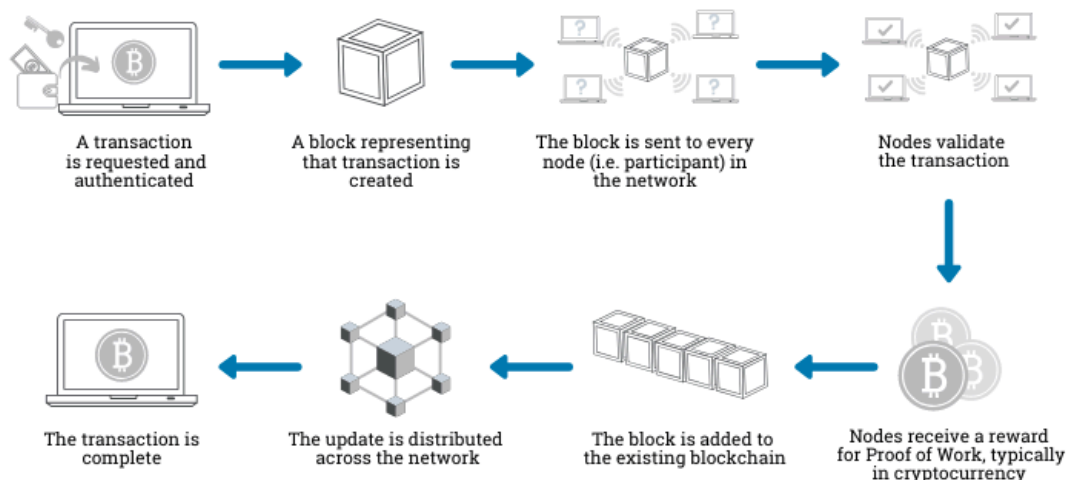 A transaction
is requested and
authenticated
A block representing
that transaction is
created
The block is sent to every
node (i.e. participant) in
the network
Nodes validate
the transaction
Nodes receive a reward
for Proof of Work, typically
in cryptocurrency
The block is added to
the existing blockchain
The update is distributed
across the network
The transaction is
complete